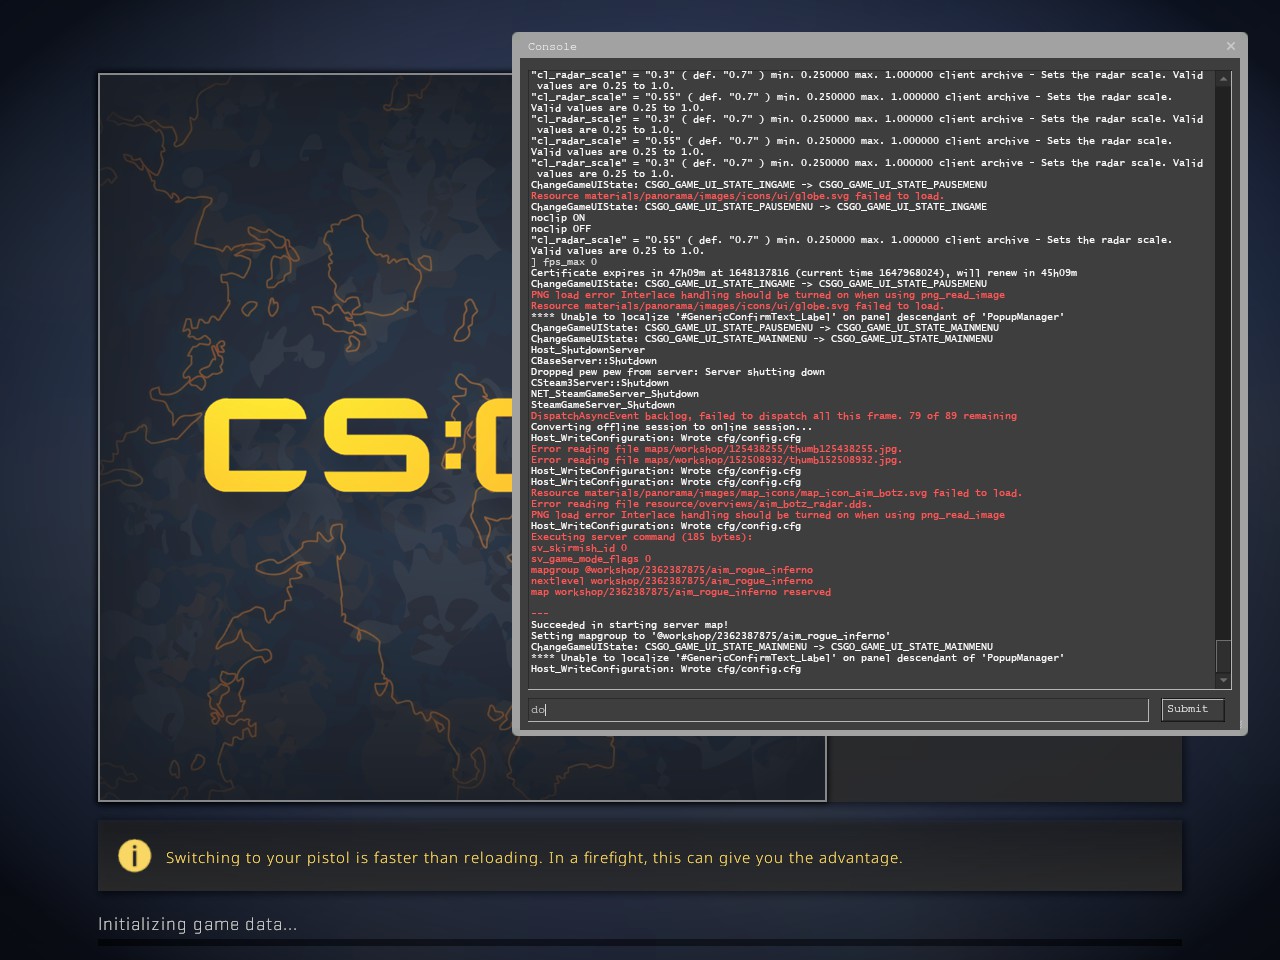 Console
"cl_radar_scale" = "0.3" ( def. "0.7" ) min. 0.250000 max. 1.000000 client archive - Sets the radar scale. Valid
values are 0.25 to 1.0.
"cl_radar_scale" = "0.55" ( def. "0.7" ) min. 0.250000 max. 1.000000 client archive - Sets the radar scale.
Valid values are 0.25 to 1.0.
"cl_radar_scale" = "0.3" ( def. "0.7" ) min. 0.250000 max. 1.000000 client archive - Sets the radar scale. Valid
values are 0.25 to 1.0.
"cl_radar_scale" = "0.55" ( def. "0.7" ) min. 0.250000 max. 1.000000 client archive - Sets the radar scale.
Valid values are 0.25 to 1.0.
"cl_radar_scale" = "0.3" ( def. "0.7" ) min. 0.250000 max. 1.000000 client archive - Sets the radar scale. Valid
values are 0.25 to 1.0.
ChangeGameUIState: CSGO_GAME_UI_STATE_INGAME -> CSGO_GAME_UI_STATE_PAUSEMENU
Resource materials/panorama/images/icons/ui/globe.svg failed to load.
ChangeGameUIState: CSGO_GAME_UI_STATE_PAUSEMENU -> CSGO_GAME_UI_STATE_INGAME
noclip ON
noclip OFF
"cl_radar_scale" = "0.55" ( def. "0.7" ) min. 0.250000 max. 1.000000 client archive - Sets the radar scale.
Valid values are 0.25 to 1.0.
] fps_max 0
Certificate expires in 47h09m at 1648137816 (current time 1647968024), will renew in 45h09m
ChangeGameUIState: CSGO_GAME_UI_STATE_INGAME -> CSGO_GAME_UI_STATE_PAUSEMENU
PNG load error Interlace handling should be turned on when using png_read_image
Resource materials/panorama/images/icons/ui/globe.svg failed to load.
**** Unable to localize '#GenericConfirmText_Label' on panel descendant of 'PopupManager'
ChangeGameUIState: CSGO_GAME_UI_STATE_PAUSEMENU -> CSGO_GAME_UI_STATE_MAINMENU
ChangeGameUIState: CSGO_GAME_UI_STATE_MAINMENU -> CSGO_GAME_UI_STATE_MAINMENU
Host_ShutdownServer
CBaseServer::Shutdown
Dropped pew pew from server: Server shutting down
CSteam3Server::Shutdown
NET_SteamGameServer_Shutdown
SteamGameServer_Shutdown
DispatchAsyncEvent backlog, failed to dispatch all this frame. 79 of 89 remaining
Converting offline session to online session...
Host_WriteConfiguration: Wrote cfg/config.cfg
Error reading file maps/workshop/125438255/thumb125438255.jpg.
Error reading file maps/workshop/152508932/thumb152508932.jpg.
Host_WriteConfiguration: Wrote cfg/config.cfg
Host_WriteConfiguration: Wrote cfg/config.cfg
Resource materials/panorama/images/map_icons/map_icon_aim_botz.svg failed to load.
Error reading file resource/overviews/aim_botz_radar.dds.
PNG load error Interlace handling should be turned on when using png_read_image
Host_WriteConfiguration: Wrote cfg/config.cfg
Executing server command (185 bytes):
sv_skirmish_id 0
sv_game_mode_flags 0
mapgroup @workshop/2362387875/aim_rogue_inferno
nextlevel workshop/2362387875/aim_rogue_inferno
map workshop/2362387875/aim_rogue_inferno reserved
---
Succeeded in starting server map!
Setting mapgroup to '@workshop/2362387875/aim_rogue_inferno'
ChangeGameUIState: CSGO_GAME_UI_STATE_MAINMENU -> CSGO_GAME_UI_STATE_MAINMENU
**** Unable to localize '#GenericConfirmText_Label' on panel descendant of 'PopupManager'
Host_WriteConfiguration: Wrote cfg/config.cfg
do
Submit
CS:
Switching to your pistol is faster than reloading. In a firefight, this can give you the advantage.
Initializing game data...